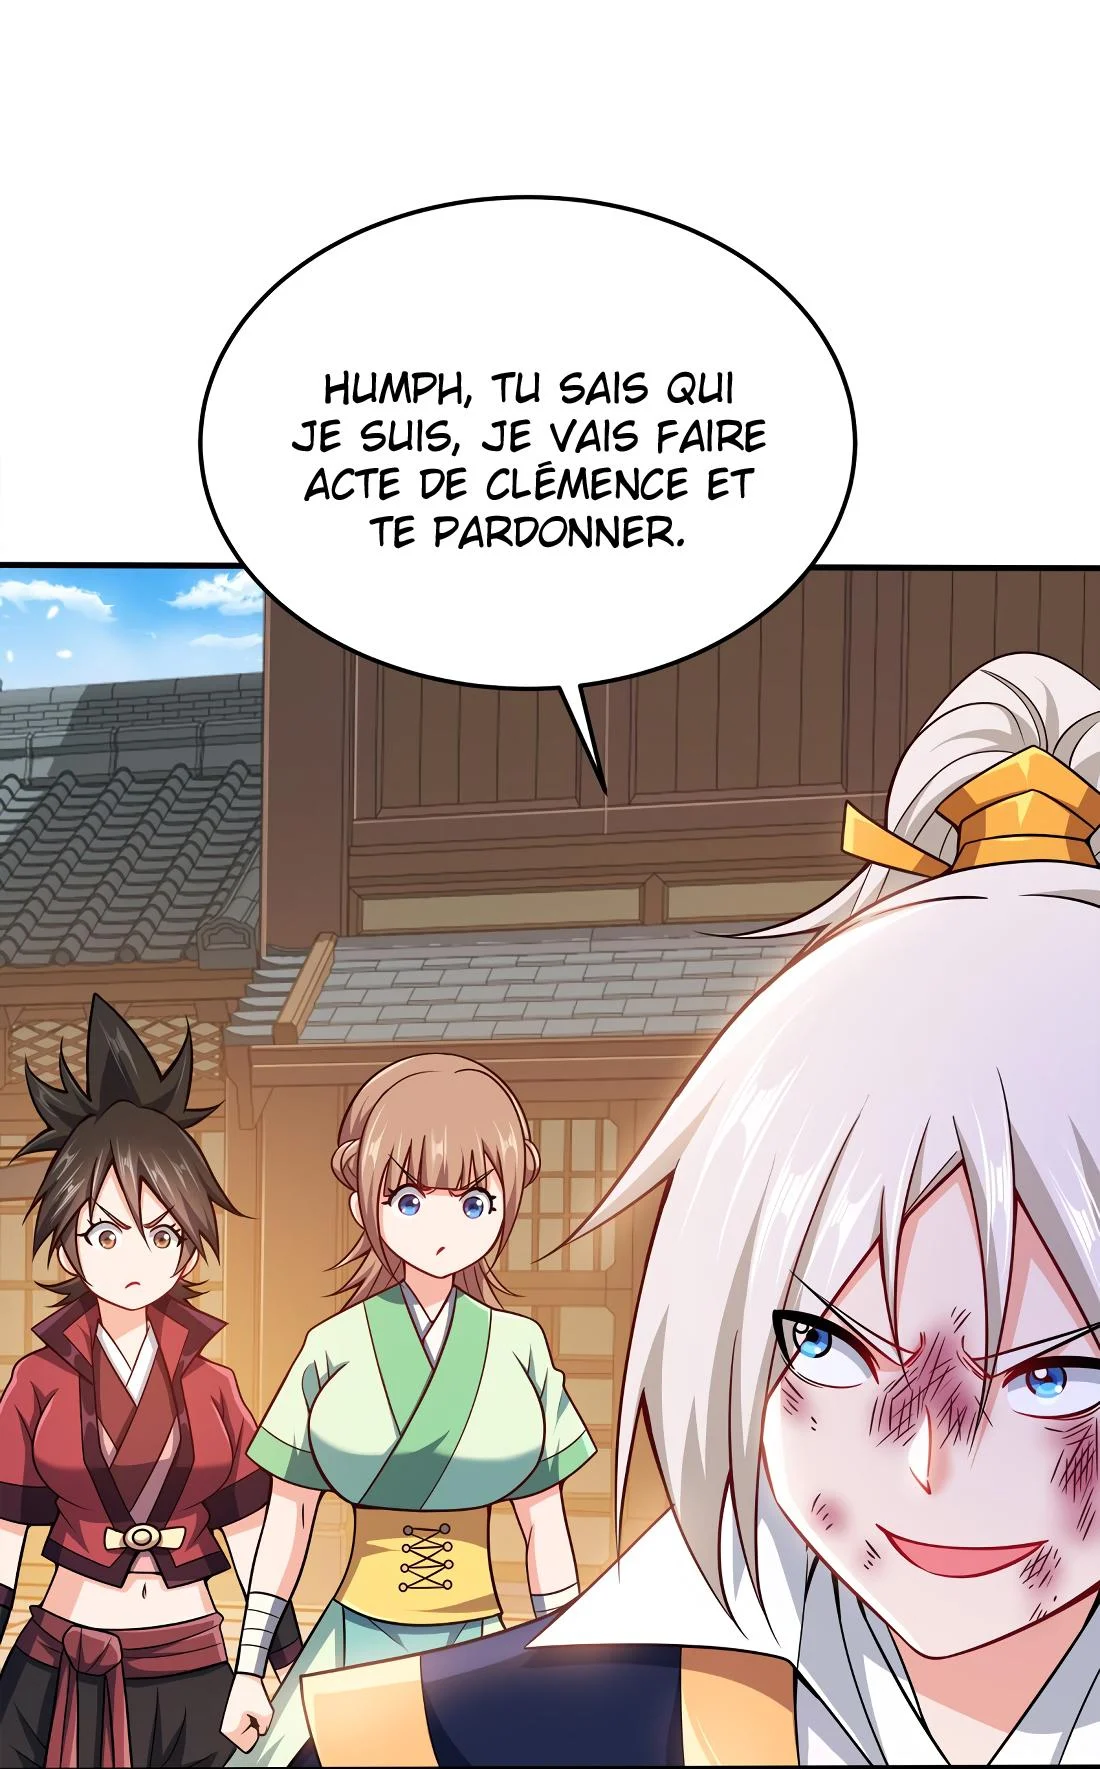 HUMPH, TU SAIS QUI
JE SUIS, JE VAIS FAIRE
ACTE DE CLÉMENCE ET
TE PARDONNER.